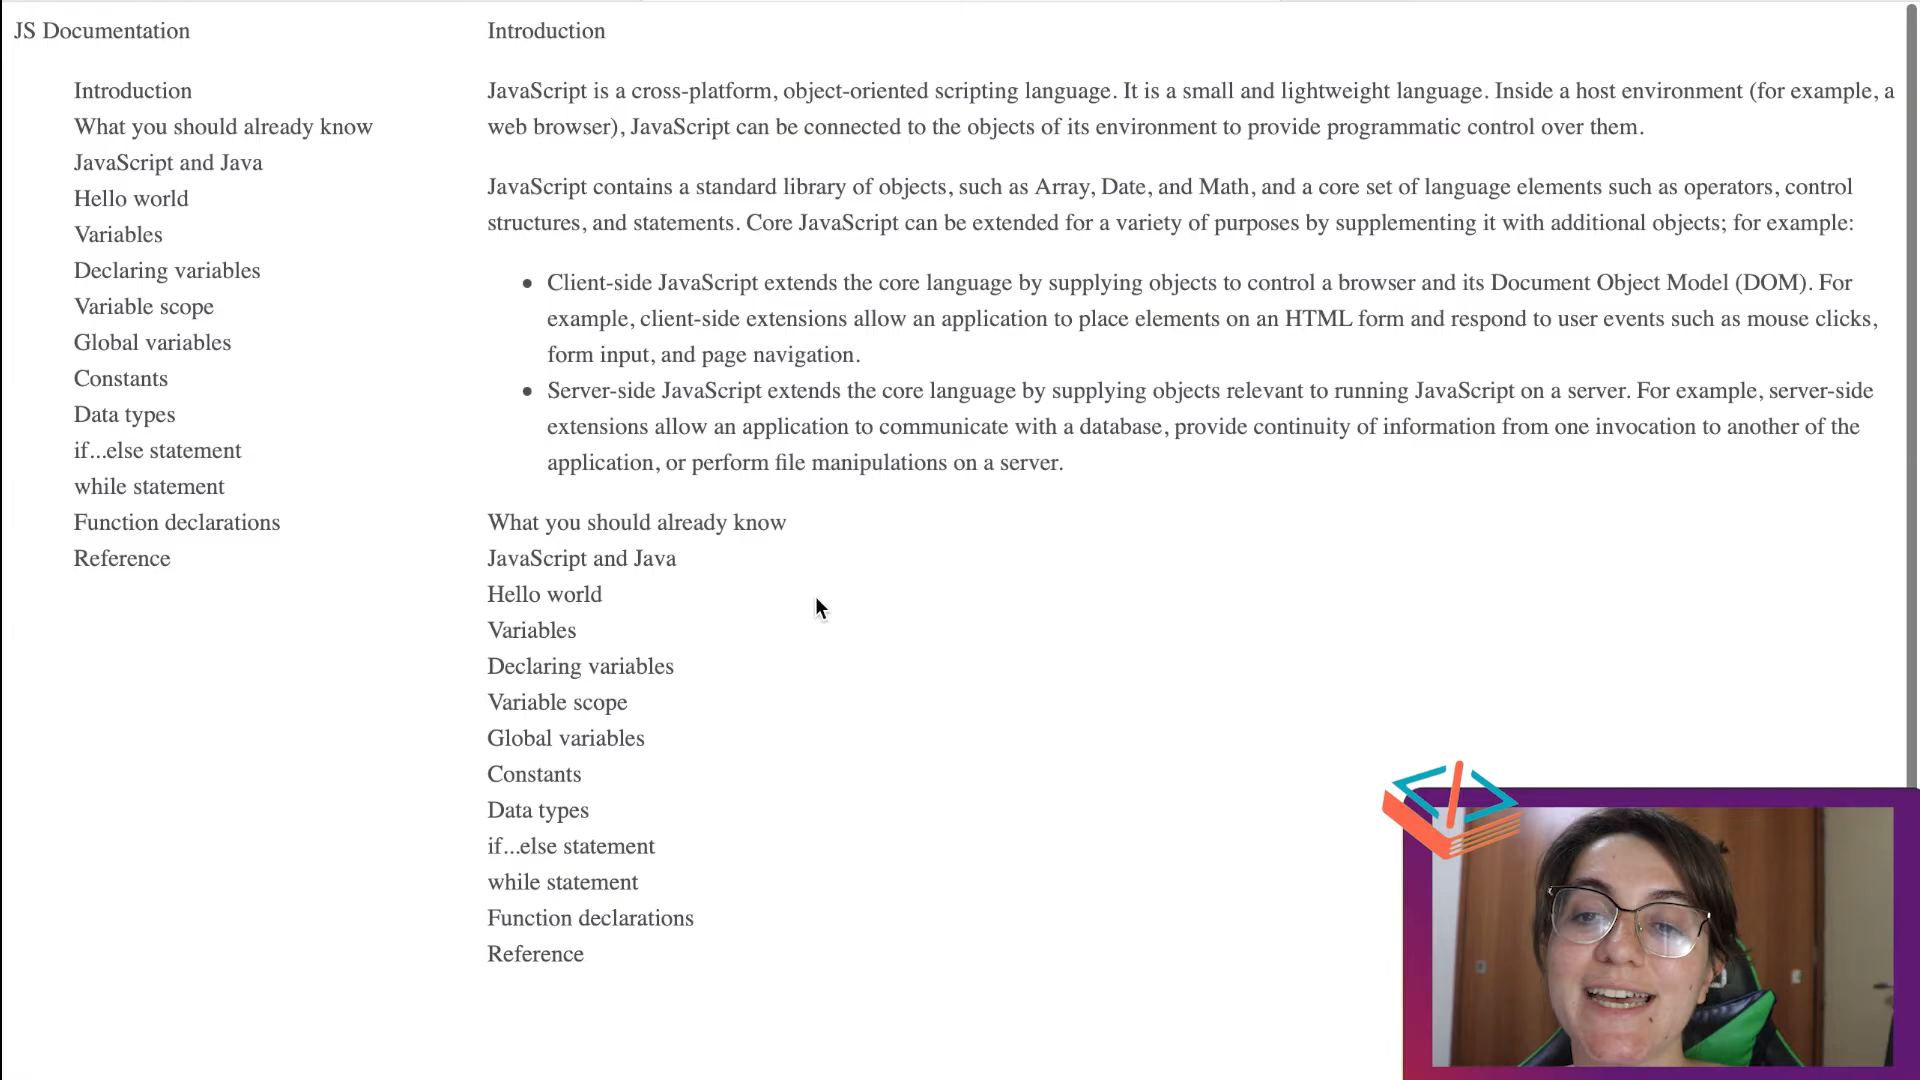 JS Documentation
Introduction
What you should already know
JavaScript and Java
Hello world
Variables
Declaring variables
Variable scope
Global variables
Constants
Data types
if...else statement
while statement
Function declarations
Reference
Introduction
JavaScript is a cross-platform, object-oriented scripting language. It is a small and lightweight language. Inside a host environment (for example, a
web browser), JavaScript can be connected to the objects of its environment to provide programmatic control over them.
JavaScript contains a standard library of objects, such as Array, Date, and Math, and a core set of language elements such as operators, control
structures, and statements. Core JavaScript can be extended for a variety of purposes by supplementing it with additional objects; for example:
Client-side JavaScript extends the core language by supplying objects to control a browser and its Document Object Model (DOM). For
example, client-side extensions allow an application to place elements on an HTML form and respond to user events such as mouse clicks,
form input, and page navigation.
Server-side JavaScript extends the core language by supplying objects relevant to running JavaScript on a server. For example, server-side
extensions allow an application to communicate with a database, provide continuity of information from one invocation to another of the
application, or perform file manipulations on a server.
What you should already know
JavaScript and Java
Hello world
Variables
Declaring variables
Variable scope
Global variables
Constants
Data types
if...else statement
while statement
Function declarations
Reference